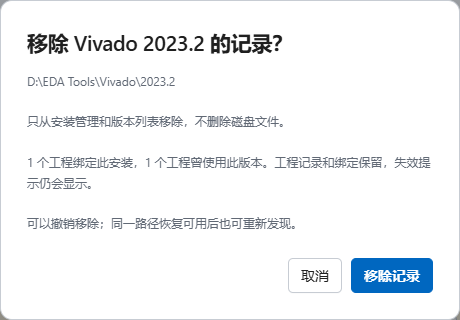 移除 Vivado 2023.2 的记录？
D:\EDA Tools\Vivado\2023.2
只从安装管理和版本列表移除，不删除磁盘文件。
1 个工程绑定此安装，1 个工程曾使用此版本。工程记录和绑定保留，失效提
示仍会显示。
可以撤销移除；同一路径恢复可用后也可重新发现。
取消
移除记录